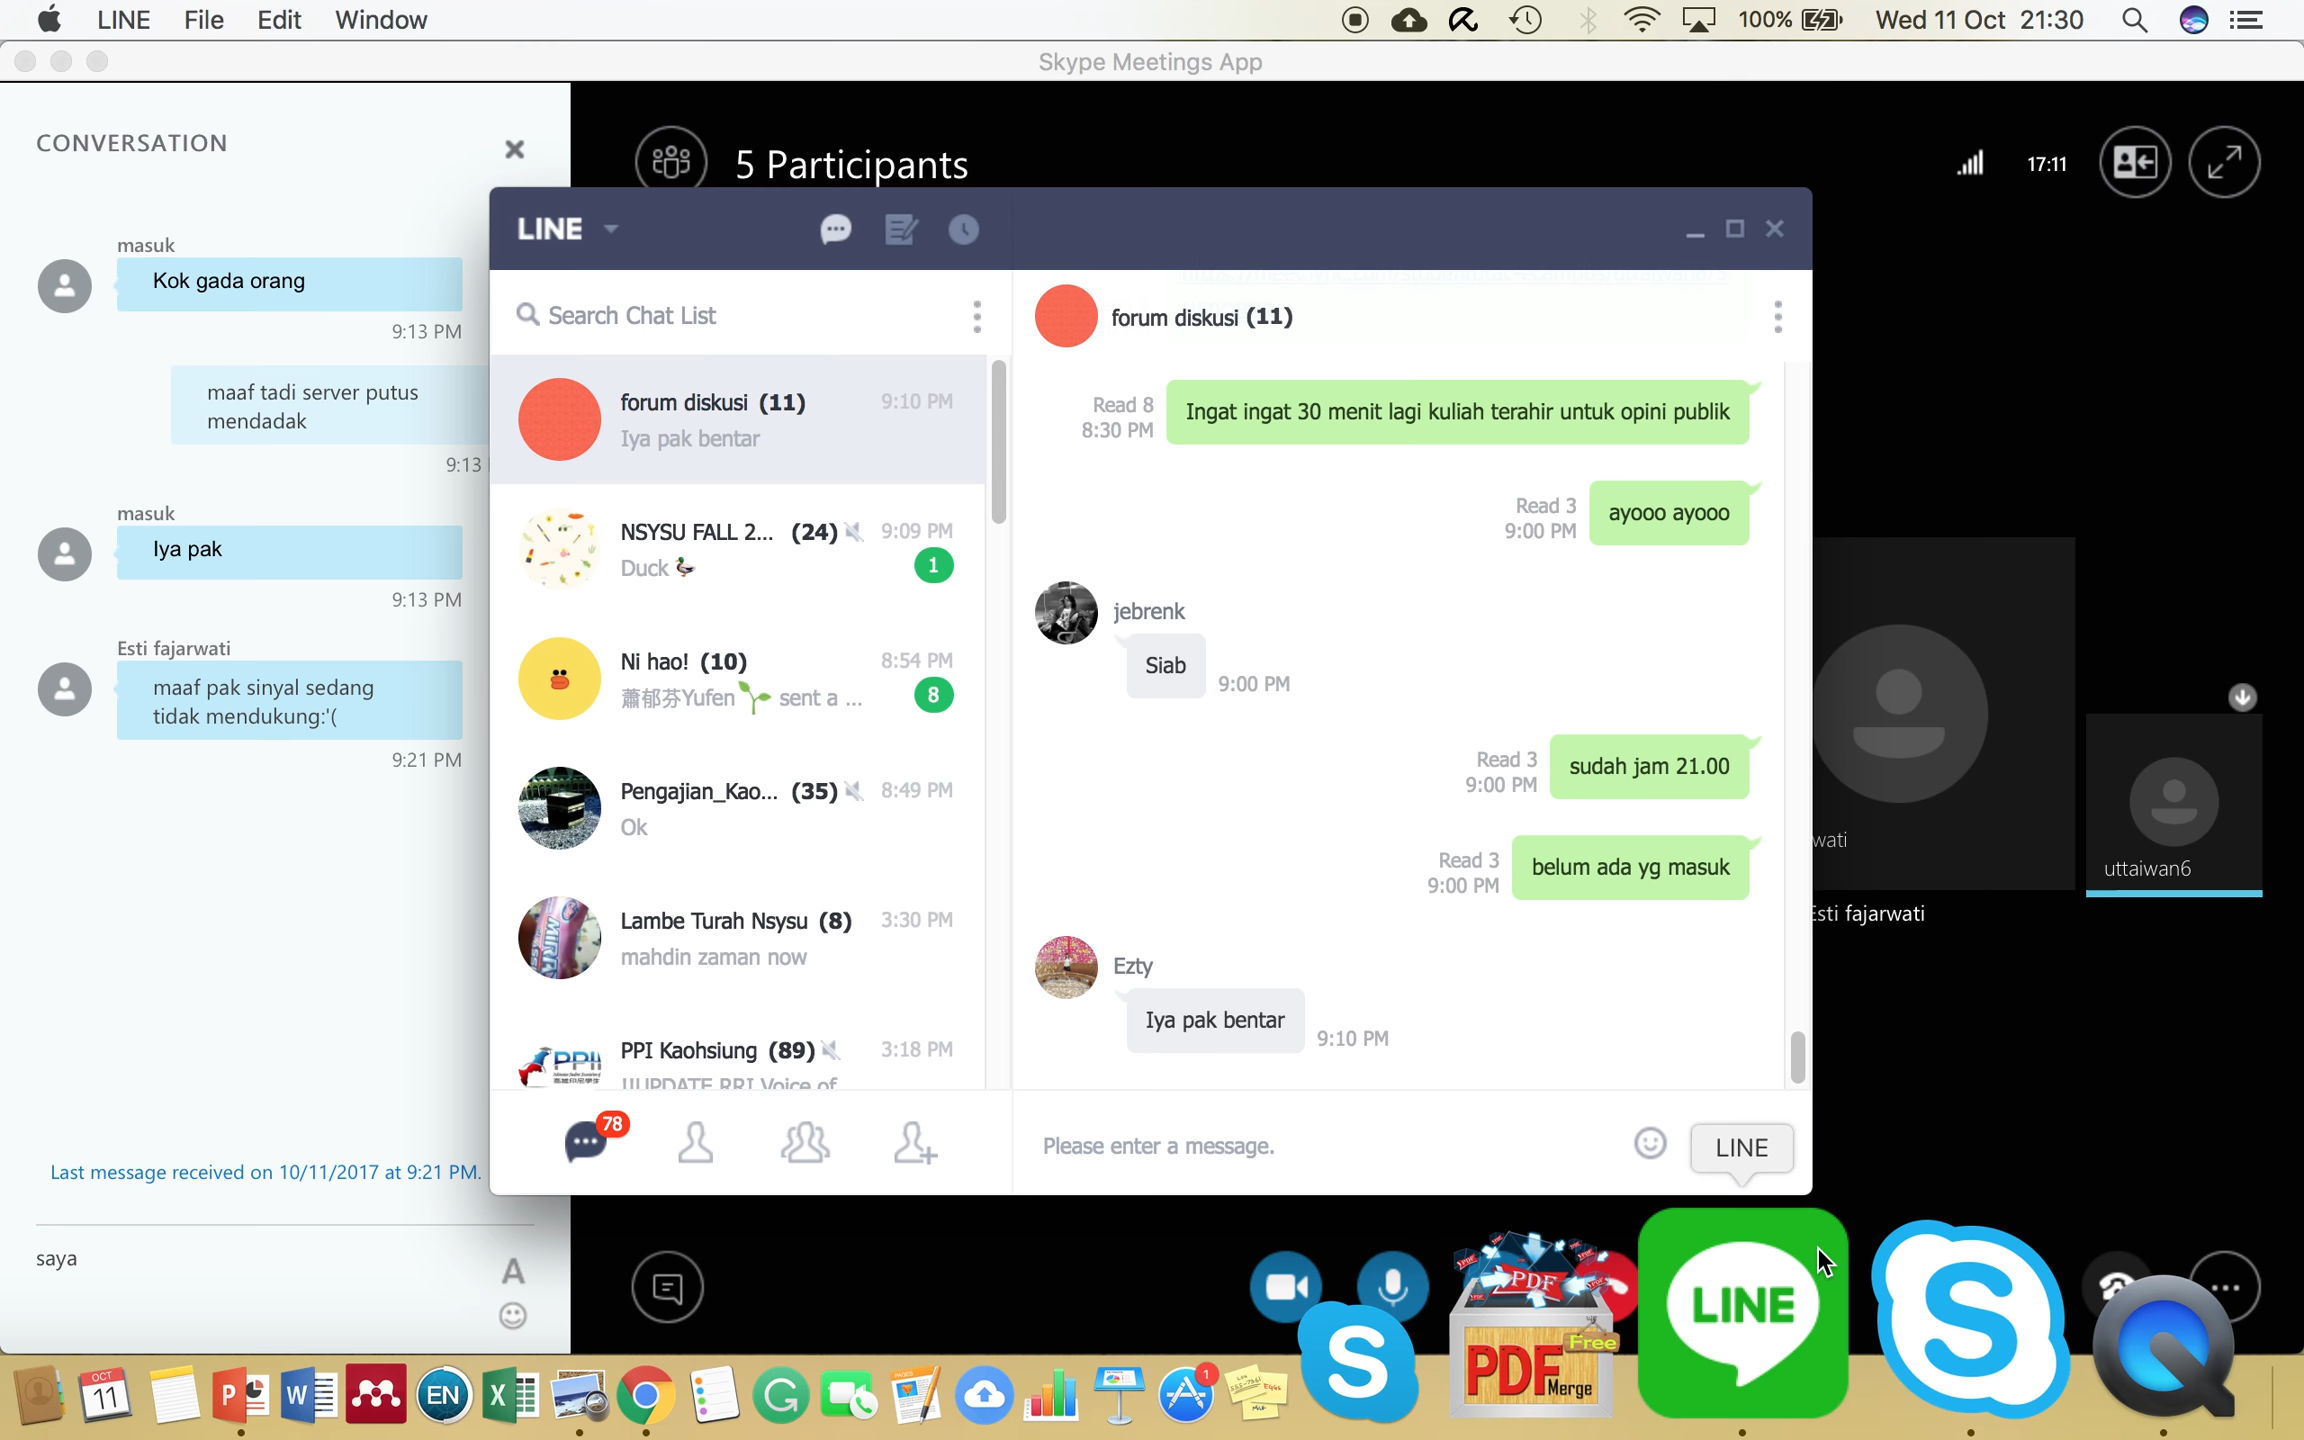 LINE File Edit Window
100% Wed 11 Oct 21:30
Skype Meetings App
CONVERSATION
masuk
Kok gada orang
9:13 PM
maaf tadi server putus
mendadak
9:13
masuk
Iya pak
9:13 PM
Esti fajarwati
maaf pak sinyal sedang
tidak mendukung:'(
9:21 PM
Last message received on 10/11/2017 at 9:21 PM.
saya
A
5 Participants
17:11
LINE
Search Chat List
forum diskusi (11) 9:10 PM
Iya pak bentar
NSYSU FALL 2... (24) 9:09 PM
Duck
1
Ni hao! (10) 8:54 PM
蕭郁芬Yufen sent a ...
8
Pengajian_Kao... (35) 8:49 PM
Ok
Lambe Turah Nsysu (8) 3:30 PM
mahdin zaman now
PPI Kaohsiung (89) 3:18 PM
!!!UPDATE RRI Voice of
78
forum diskusi (11)
Read 8
8:30 PM
Ingat ingat 30 menit lagi kuliah terahir untuk opini publik
Read 3
9:00 PM
ayooo ayooo
jebrenk
Siab
9:00 PM
Read 3
9:00 PM
sudah jam 21.00
Read 3
9:00 PM
belum ada yg masuk
Ezty
Iya pak bentar
9:10 PM
Please enter a message.
LINE
wati
Esti fajarwati
uttaiwan6
OCT
11
P
W
EN
X
G
PAGES
1
S
PDF
Free
PDF Merge
LINE
S